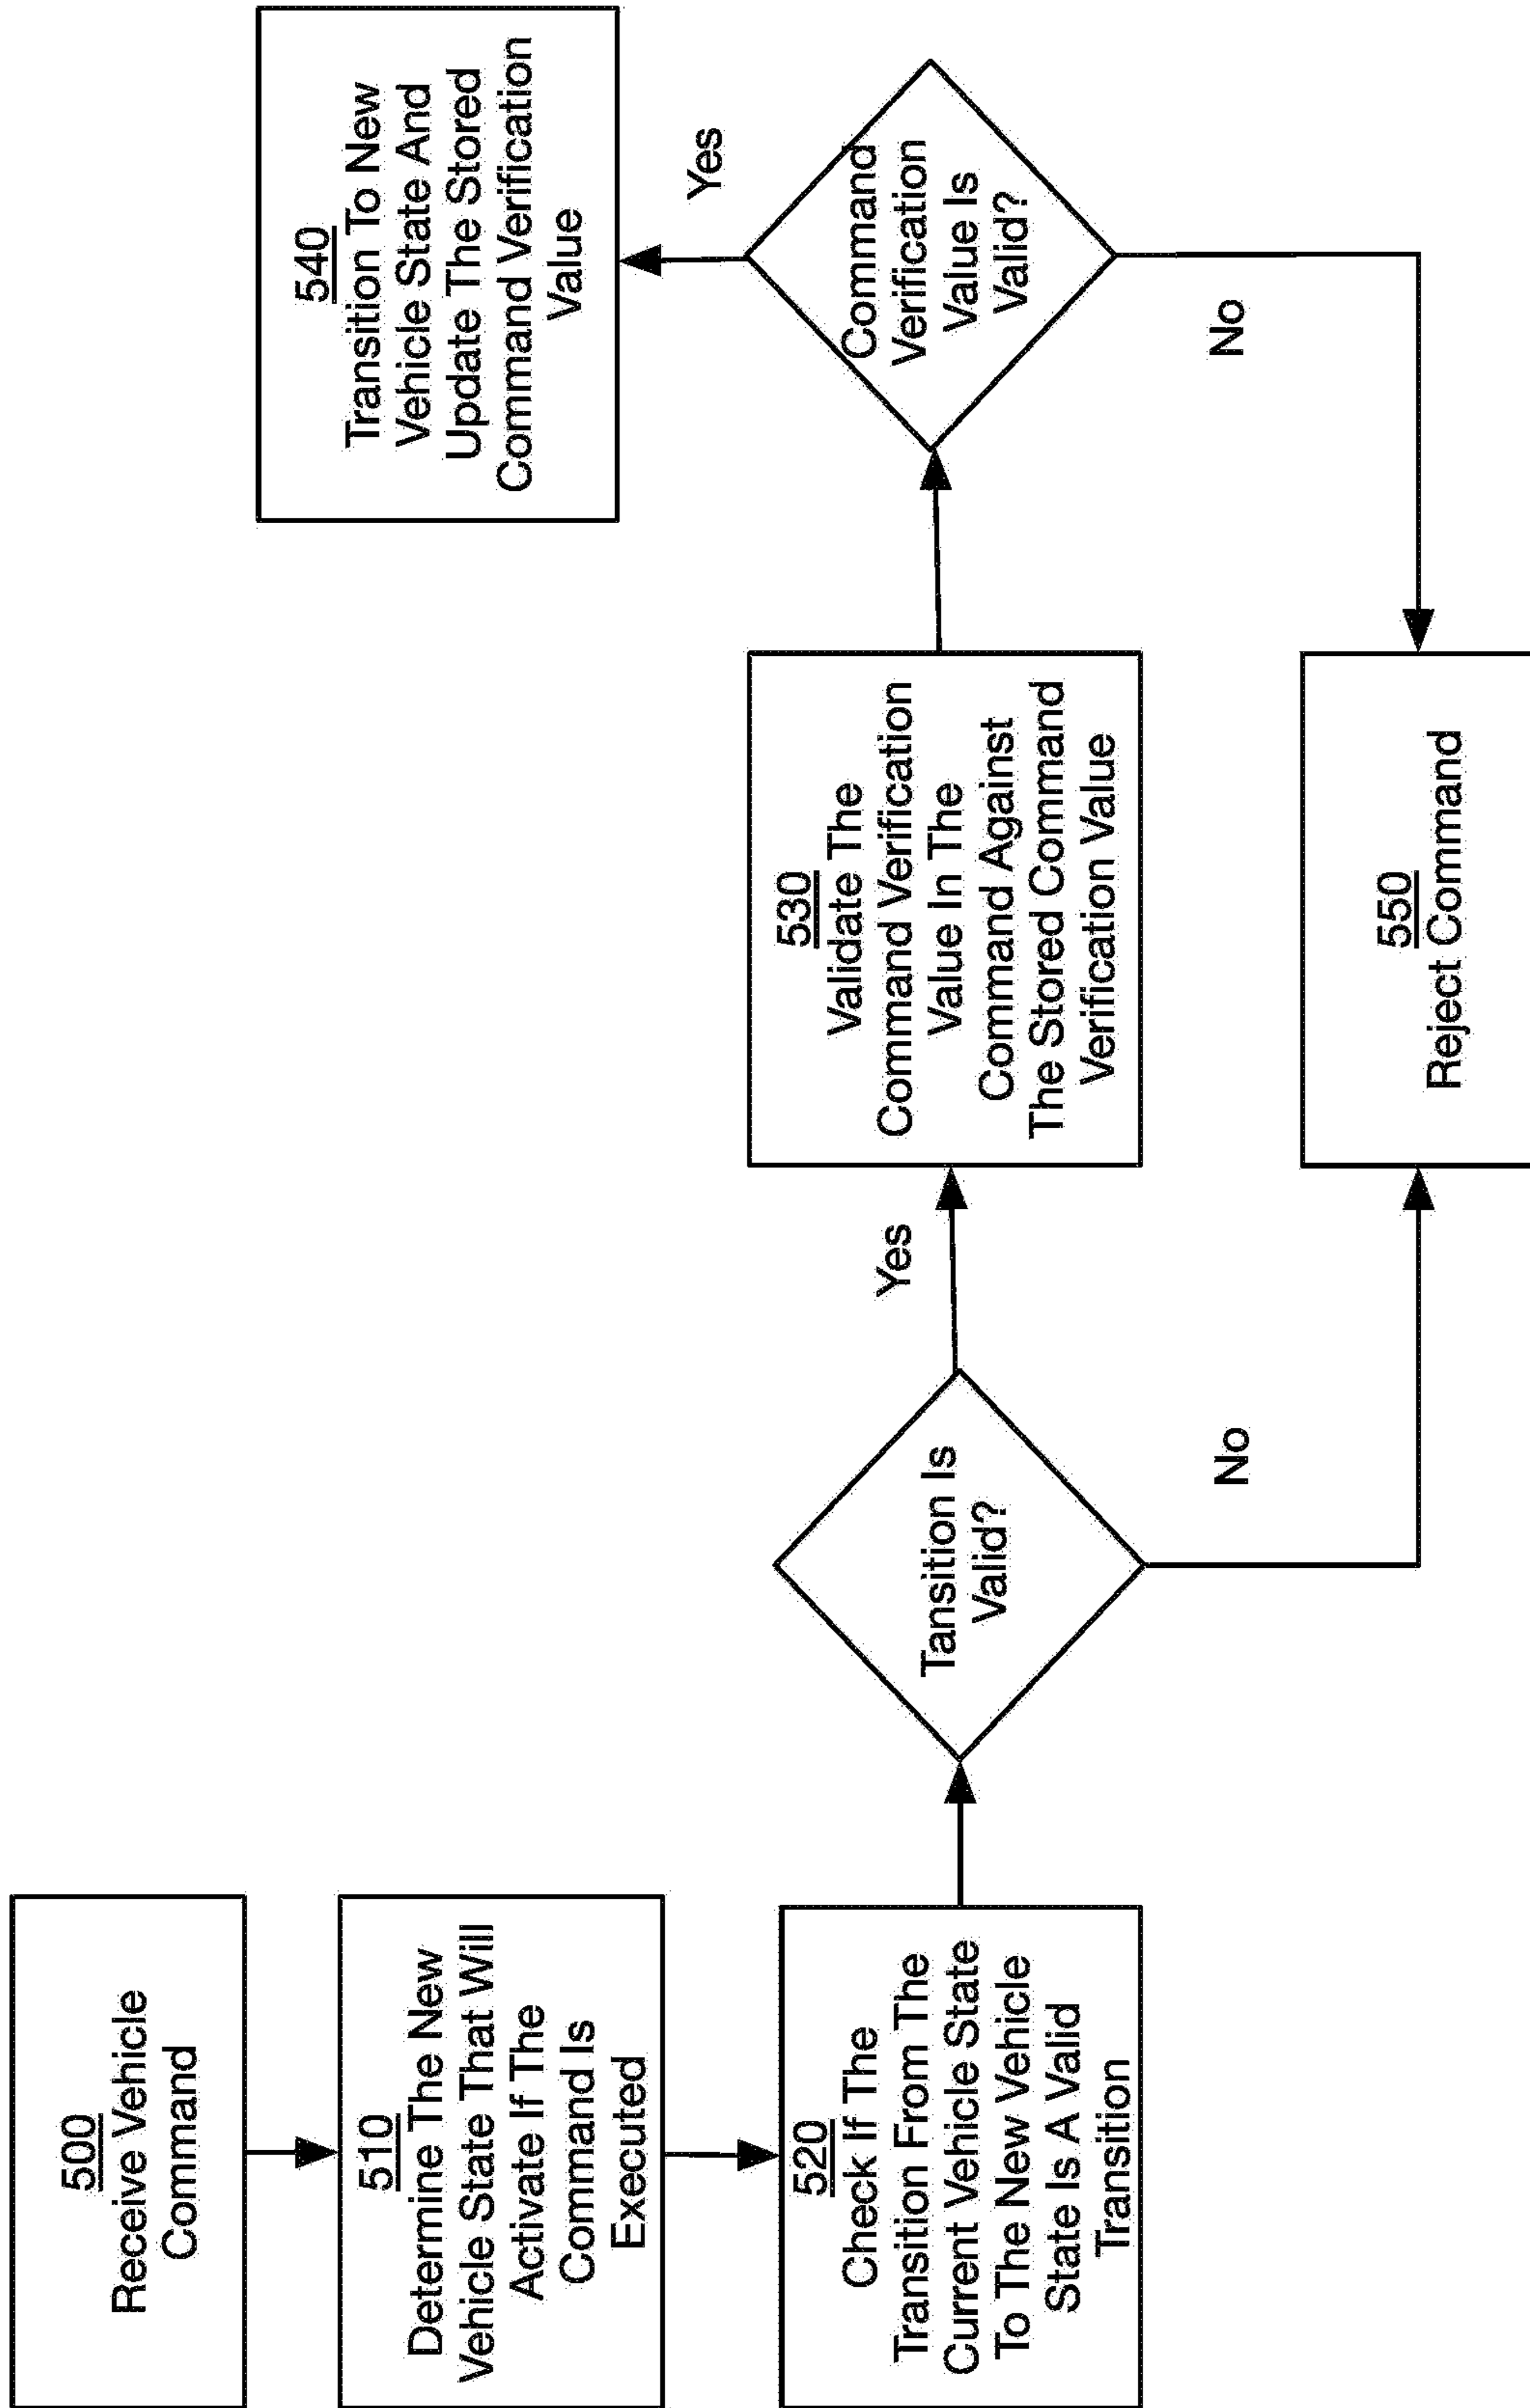 500
Receive Vehicle
Command
510
Determine The New
Vehicle State That Will
Activate If The
Command Is
Executed
520
Check If The
Transition From The
Current Vehicle State
To The New Vehicle
State Is A Valid
Transition
Tansition Is
Valid?
Yes
No
530
Validate The
Command Verification
Value In The
Command Against
The Stored Command
Verification Value
Command
Verification
Value Is
Valid?
Yes
No
540
Transition To New
Vehicle State And
Update The Stored
Command Verification
Value
550
Reject Command